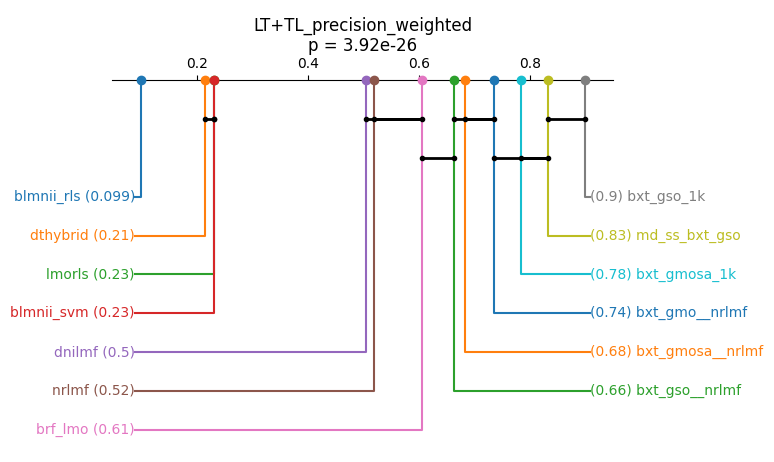 LT+TL_precision_weighted
p = 3.92e-26
0.2 0.4 0.6 0.8
blmnii_rls (0.099) (0.9) bxt_gso_1k
dthybrid (0.21) (0.83) md_ss_bxt_gso
lmorls (0.23) (0.78) bxt_gmosa_1k
blmnii_svm (0.23) (0.74) bxt_gmo__nrlmf
dnilmf (0.5) (0.68) bxt_gmosa__nrlmf
nrlmf (0.52) (0.66) bxt_gso__nrlmf
brf_lmo (0.61)